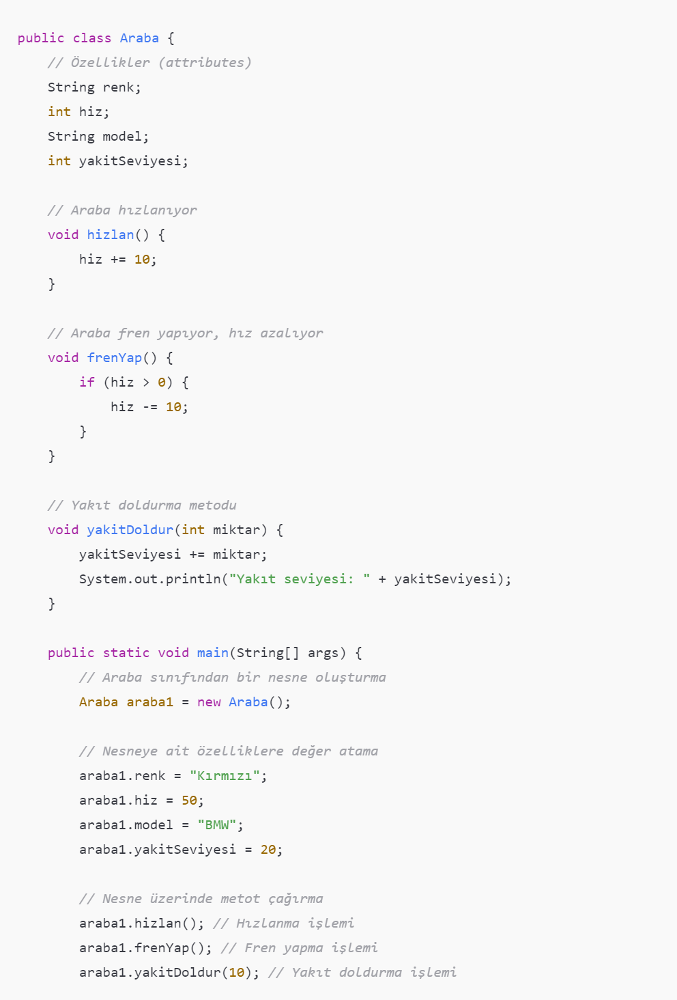 public class Araba {
// Özellikler (attributes)
String renk;
int hiz;
String model;
int yakitSeviyesi;
// Araba hızlanıyor
void hizlan() {
hiz += 10;
}
// Araba fren yapıyor, hız azalıyor
void frenYap() {
if (hiz > 0) {
hiz -= 10;
}
}
// Yakıt doldurma metodu
void yakitDoldur(int miktar) {
yakitSeviyesi += miktar;
System.out.println("Yakıt seviyesi: " + yakitSeviyesi);
}
public static void main(String[] args) {
// Araba sınıfından bir nesne oluşturma
Araba araba1 = new Araba();
// Nesneye ait özelliklere değer atama
araba1.renk = "Kırmızı";
araba1.hiz = 50;
araba1.model = "BMW";
araba1.yakitSeviyesi = 20;
// Nesne üzerinde metot çağırma
araba1.hizlan(); // Hızlanma işlemi
araba1.frenYap(); // Fren yapma işlemi
araba1.yakitDoldur(10); // Yakıt doldurma işlemi